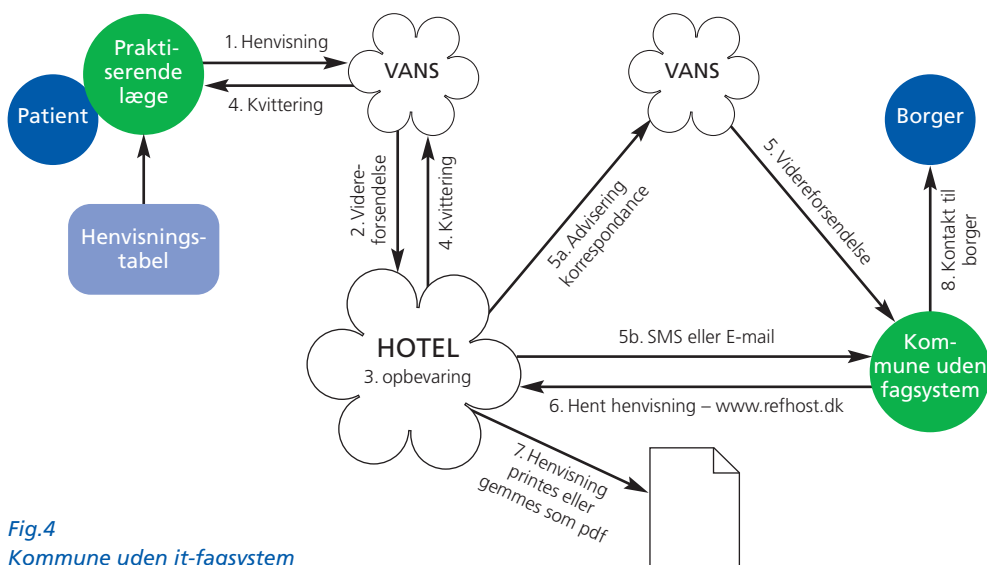 Patient
Prakti-
serende
læge
1. Henvisning
4. Kvittering
VANS
VANS
Borger
Henvisnings-
tabel
2. Videre-
forsendelse
4. Kvittering
5a. Advisering
korrespondance
5. Videreforsendelse
8. Kontakt til
borger
HOTEL
3. opbevaring
5b. SMS eller E-mail
6. Hent henvisning – www.refhost.dk
Kom-
mune uden
fagsystem
7. Henvisning
printes eller
gemmes som pdf
Fig.4
Kommune uden it-fagsystem